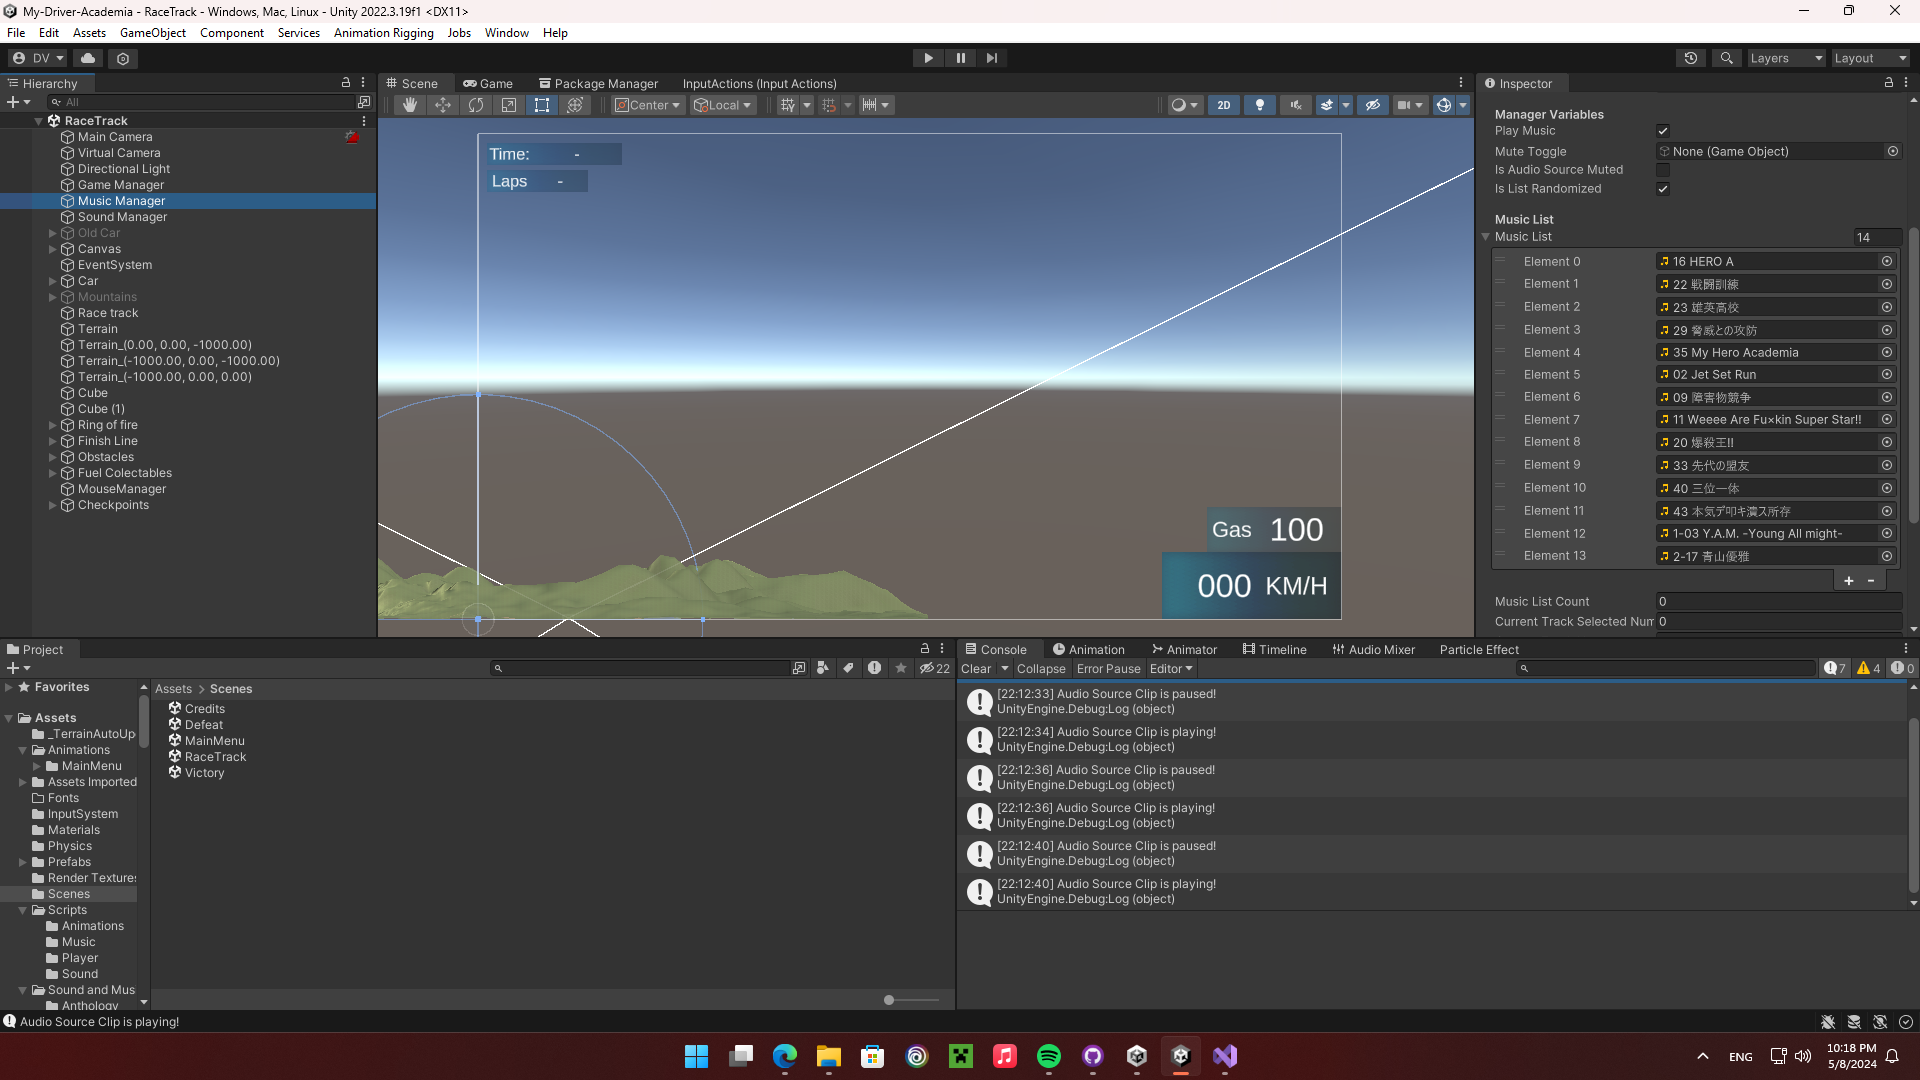 My-Driver-Academia - RaceTrack - Windows, Mac, Linux - Unity 2022.3.19f1 <DX11>
File Edit Assets GameObject Component Services Animation Rigging Jobs Window Help
DV Layers Layout
Hierarchy
All
RaceTrack
Main Camera
Virtual Camera
Directional Light
Game Manager
Music Manager
Sound Manager
Old Car
Canvas
EventSystem
Car
Mountains
Race track
Terrain
Terrain_(0.00, 0.00, -1000.00)
Terrain_(-1000.00, 0.00, -1000.00)
Terrain_(-1000.00, 0.00, 0.00)
Cube
Cube (1)
Ring of fire
Finish Line
Obstacles
Fuel Colectables
MouseManager
Checkpoints
Scene Game Package Manager InputActions (Input Actions)
Center Local 2D
Time: -
Laps -
Gas 100
000 KM/H
Inspector
Manager Variables
Play Music
Mute Toggle None (Game Object)
Is Audio Source Muted
Is List Randomized
Music List
Music List 14
Element 0 16 HERO A
Element 1 22 戦闘訓練
Element 2 23 雄英高校
Element 3 29 脅威との攻防
Element 4 35 My Hero Academia
Element 5 02 Jet Set Run
Element 6 09 障害物競争
Element 7 11 Weeee Are Fu×kin Super Star!!
Element 8 20 爆殺王!!
Element 9 33 先代の盟友
Element 10 40 三位一体
Element 11 43 本気デ叩キ潰ス所存
Element 12 1-03 Y.A.M. -Young All might-
Element 13 2-17 青山優雅
+ -
Music List Count 0
Current Track Selected Num 0
Project
22
Favorites
Assets
_TerrainAutoUp
Animations
MainMenu
Assets Imported
Fonts
InputSystem
Materials
Physics
Prefabs
Render Textures
Scenes
Scripts
Animations
Music
Player
Sound
Sound and Mus
Anthology
Assets > Scenes
Credits
Defeat
MainMenu
RaceTrack
Victory
Console Animation Animator Timeline Audio Mixer Particle Effect
Clear Collapse Error Pause Editor 7 4 0
[22:12:33] Audio Source Clip is paused!
UnityEngine.Debug:Log (object)
[22:12:34] Audio Source Clip is playing!
UnityEngine.Debug:Log (object)
[22:12:36] Audio Source Clip is paused!
UnityEngine.Debug:Log (object)
[22:12:36] Audio Source Clip is playing!
UnityEngine.Debug:Log (object)
[22:12:40] Audio Source Clip is paused!
UnityEngine.Debug:Log (object)
[22:12:40] Audio Source Clip is playing!
UnityEngine.Debug:Log (object)
Audio Source Clip is playing!
ENG
10:18 PM
5/8/2024